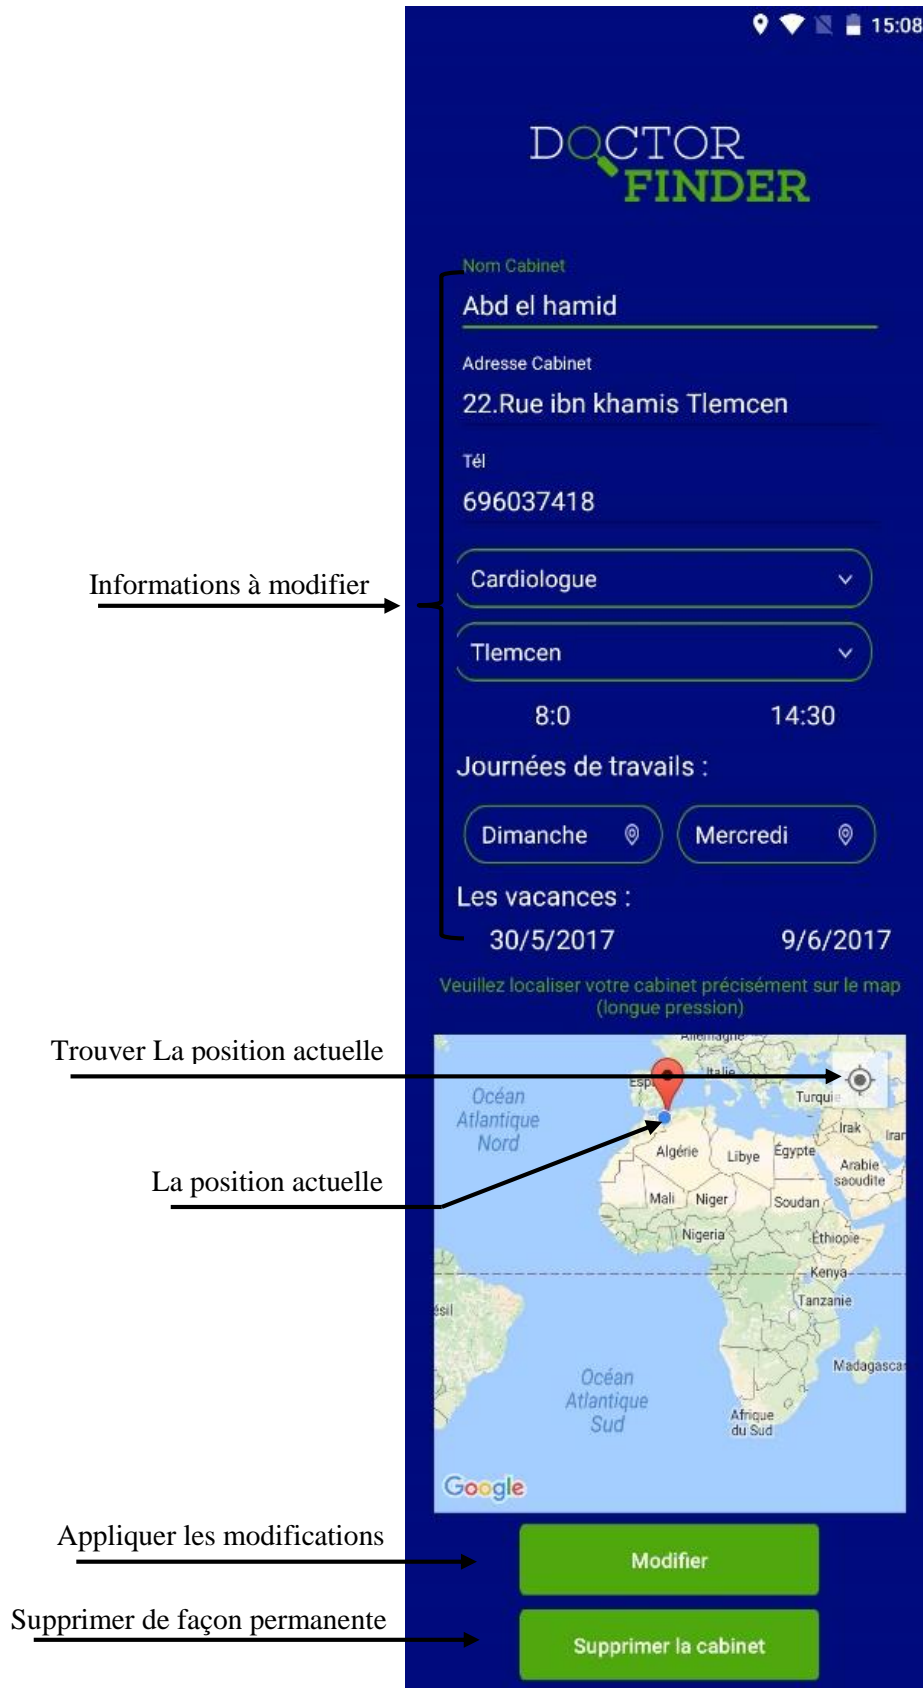 15:08
DOCTOR
FINDER
Nom Cabinet
Abd el hamid
Adresse Cabinet
22.Rue ibn khamis Tlemcen
Tél
696037418
Informations à modifier
Cardiologue
Tlemcen
8:0 14:30
Journées de travails :
Dimanche Mercredi
Les vacances :
30/5/2017 9/6/2017
Veuillez localiser votre cabinet précisément sur le map
(longue pression)
Trouver La position actuelle
La position actuelle
Allemagne
Italie
Esp
Turquie
Océan
Atlantique
Nord
Irak
Iran
Algérie
Libye
Égypte
Arabie
saoudite
Mali
Niger
Soudan
Nigeria
Éthiopie
Kenya
Tanzanie
ésil
Madagascar
Océan
Atlantique
Sud
Afrique
du Sud
Google
Appliquer les modifications
Modifier
Supprimer de façon permanente
Supprimer la cabinet